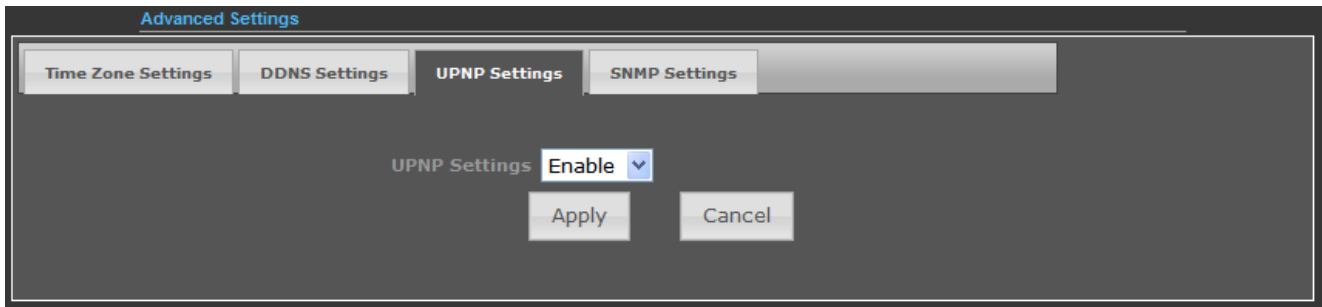 Advanced Settings
Time Zone Settings DDNS Settings UPNP Settings SNMP Settings
UPNP Settings Enable
Apply Cancel